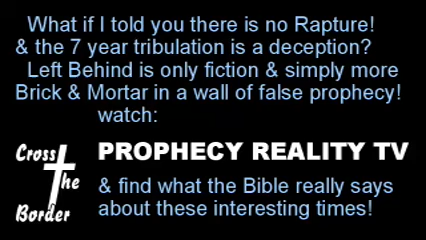 What if I told you there is no Rapture!
& the 7 year tribulation is a deception?
Left Behind is only fiction & simply more
Brick & Mortar in a wall of false prophecy!
watch:
PROPHECY REALITY TV
& find what the Bible really says
about these interesting times!
Cross
the
Border